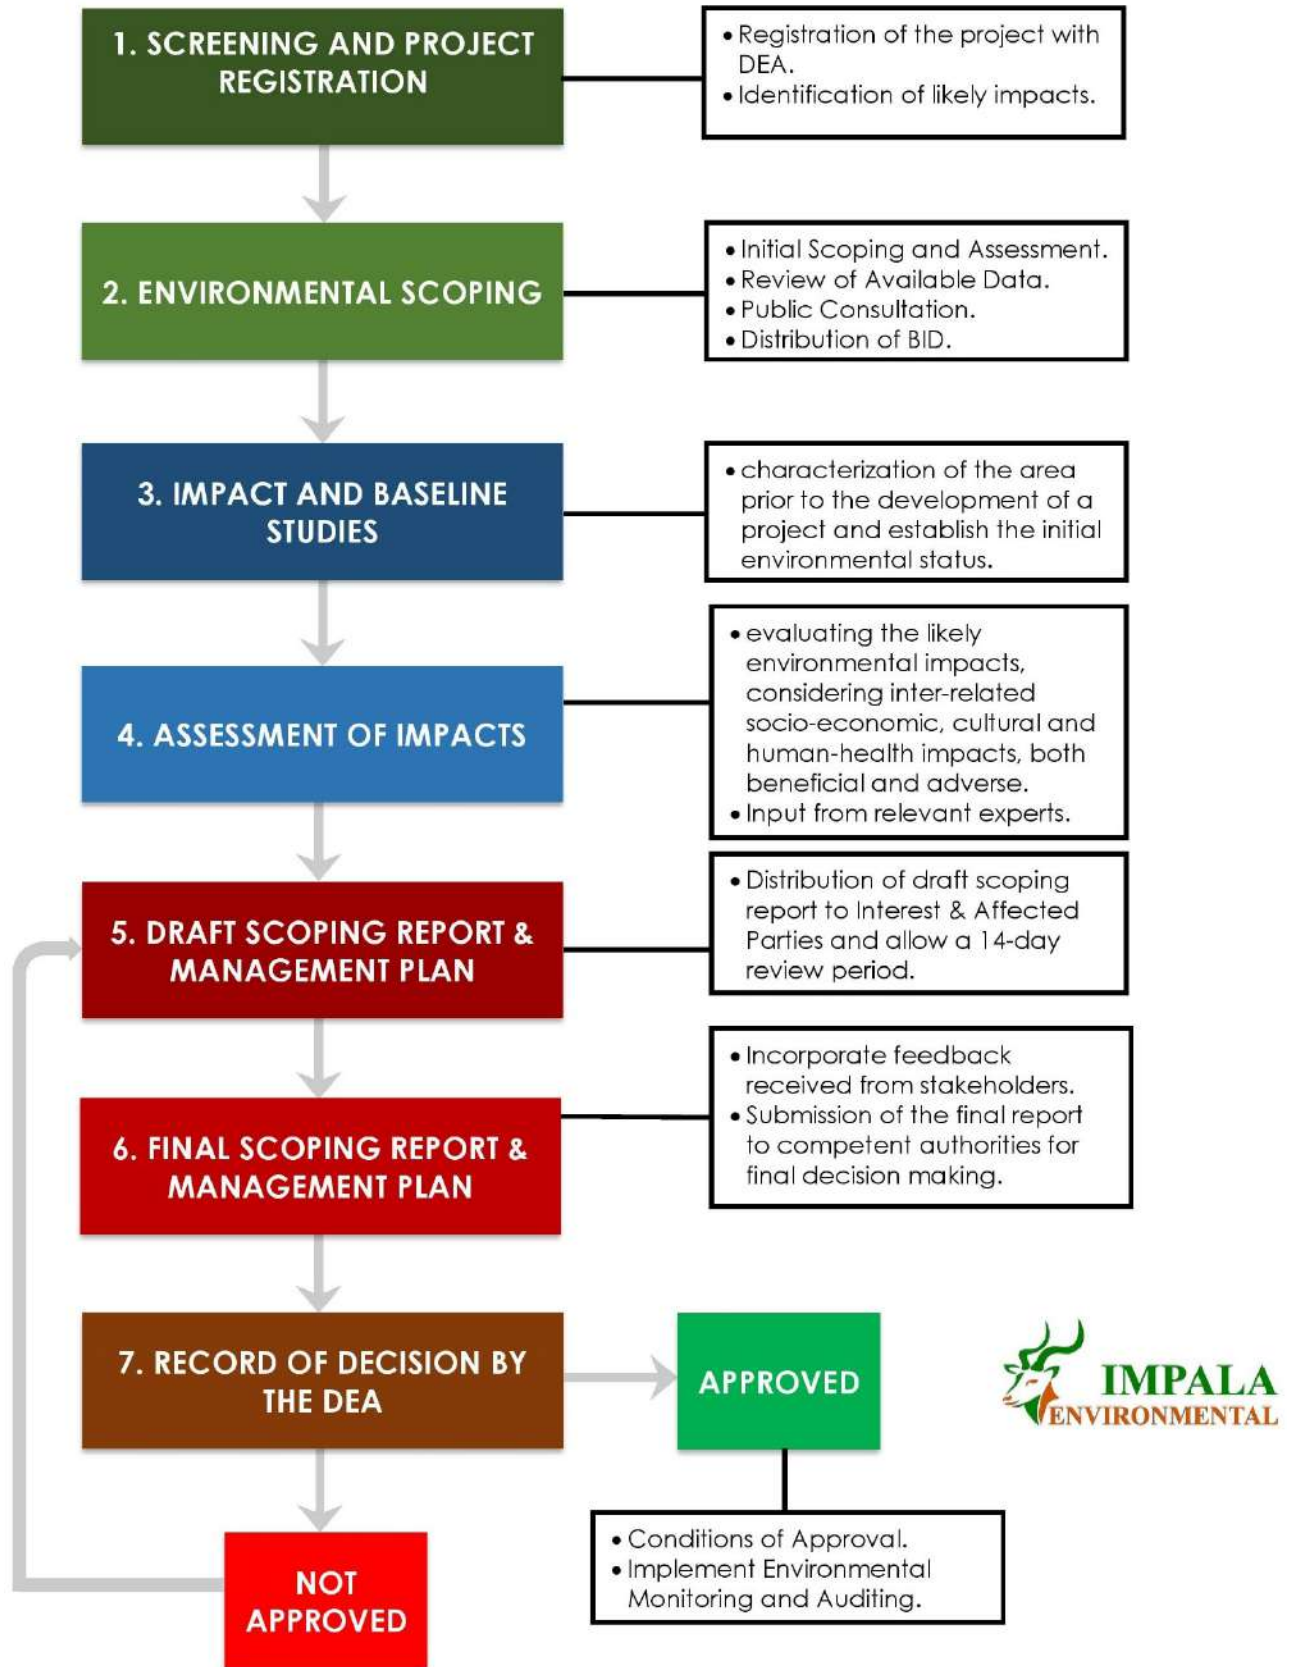 1. SCREENING AND PROJECT
REGISTRATION
• Registration of the project with
DEA.
• Identification of likely impacts.
2. ENVIRONMENTAL SCOPING
• Initial Scoping and Assessment.
• Review of Available Data.
• Public Consultation.
• Distribution of BID.
3. IMPACT AND BASELINE
STUDIES
• characterization of the area
prior to the development of a
project and establish the initial
environmental status.
4. ASSESSMENT OF IMPACTS
• evaluating the likely
environmental impacts,
considering inter-related
socio-economic, cultural and
human-health impacts, both
beneficial and adverse.
• Input from relevant experts.
5. DRAFT SCOPING REPORT &
MANAGEMENT PLAN
• Distribution of draft scoping
report to Interest & Affected
Parties and allow a 14-day
review period.
6. FINAL SCOPING REPORT &
MANAGEMENT PLAN
• Incorporate feedback
received from stakeholders.
• Submission of the final report
to competent authorities for
final decision making.
7. RECORD OF DECISION BY
THE DEA
APPROVED
IMPALA
ENVIRONMENTAL
• Conditions of Approval.
• Implement Environmental
Monitoring and Auditing.
NOT
APPROVED